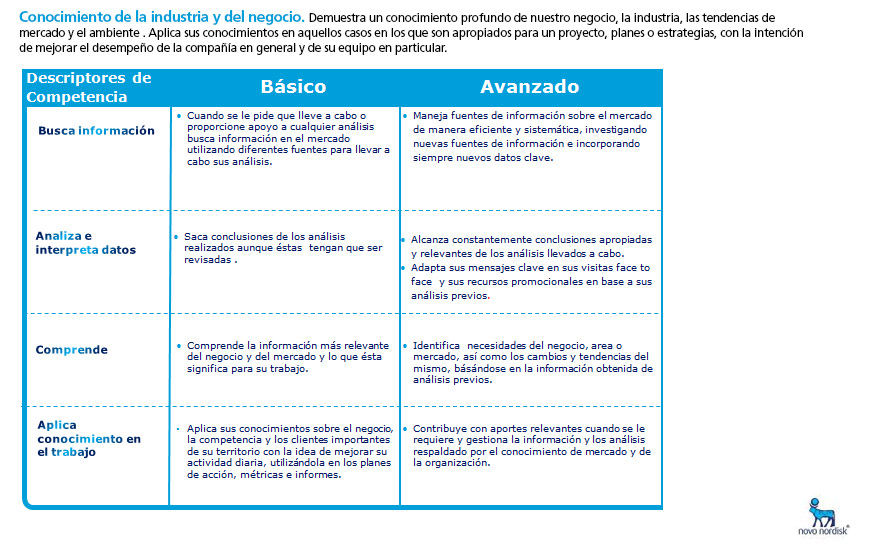 Conocimiento de la industria y del negocio. Demuestra un conocimiento profundo de nuestro negocio, la industria, las tendencias de
mercado y el ambiente . Aplica sus conocimientos en aquellos casos en los que son apropiados para un proyecto, planes o estrategias, con la intención
de mejorar el desempeño de la compañía en general y de su equipo en particular.
Descriptores de
Competencia
Básico
Avanzado
Busca información
• Cuando se le pide que lleve a cabo o
proporcione apoyo a cualquier análisis
busca información en el mercado
utilizando diferentes fuentes para llevar a
cabo sus análisis.
• Maneja fuentes de información sobre el mercado
de manera eficiente y sistemática, investigando
nuevas fuentes de información e incorporando
siempre nuevos datos clave.
Analiza e
interpreta datos
• Saca conclusiones de los análisis
realizados aunque éstas tengan que ser
revisadas .
• Alcanza constantemente conclusiones apropiadas
y relevantes de los análisis llevados a cabo.
• Adapta sus mensajes clave en sus visitas face to
face y sus recursos promocionales en base a sus
análisis previos.
Comprende
• Comprende la información más relevante
del negocio y del mercado y lo que ésta
significa para su trabajo.
• Identifica necesidades del negocio, area o
mercado, así como los cambios y tendencias del
mismo, básándose en la información obtenida de
análisis previos.
Aplica
conocimiento en
el trabajo
• Aplica sus conocimientos sobre el negocio,
la competencia y los clientes importantes
de su territorio con la idea de mejorar su
actividad diaria, utilizándola en los planes
de acción, métricas e informes.
• Contribuye con aportes relevantes cuando se le
requiere y gestiona la información y los análisis
respaldado por el conocimiento de mercado y de
la organización.
novo nordisk®